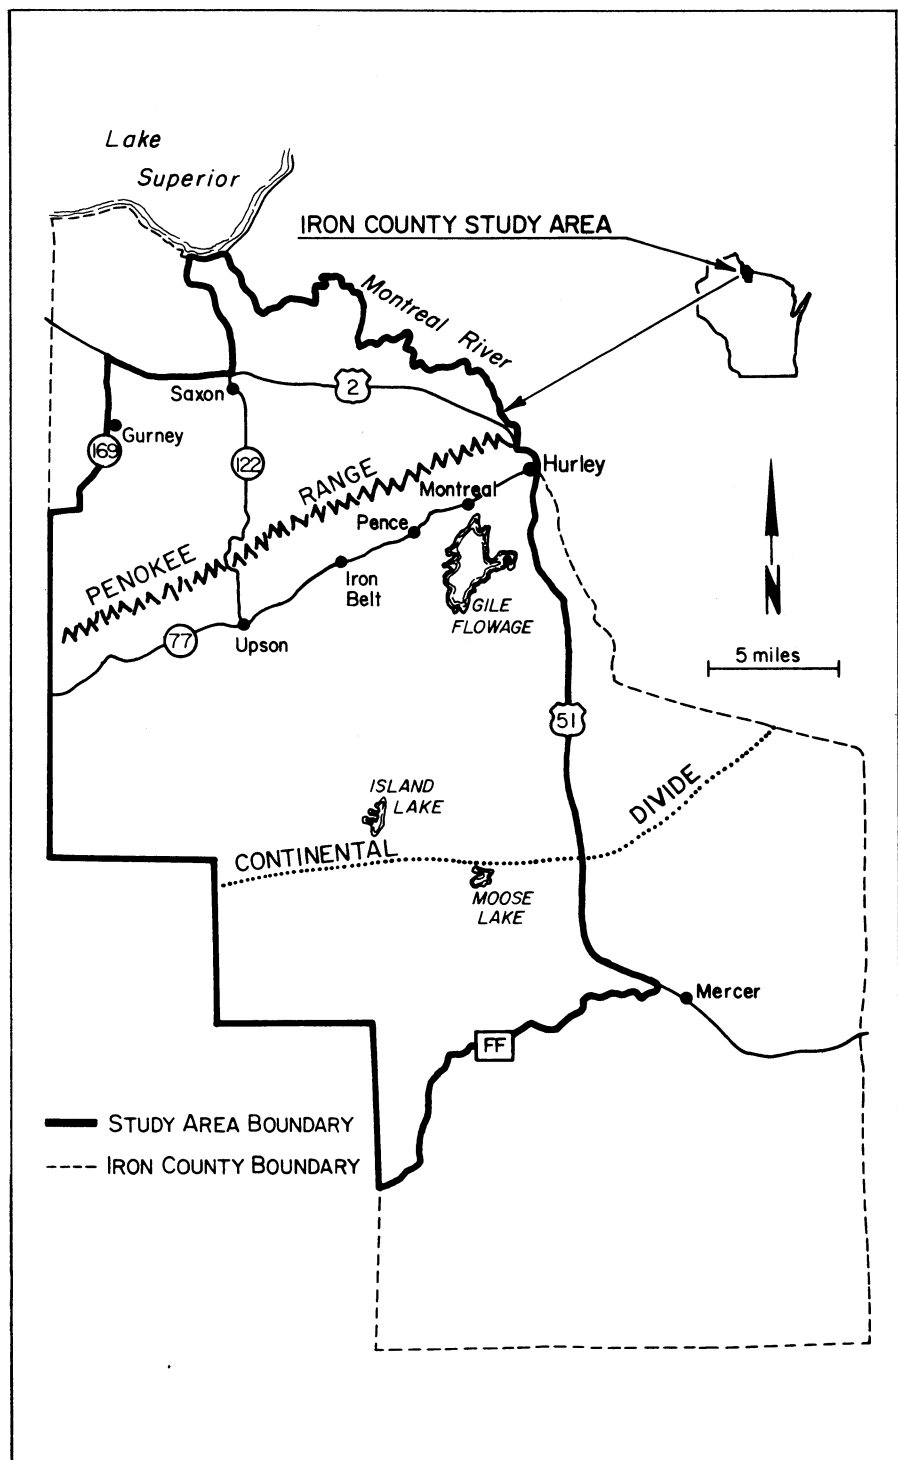 Lake
Superior
IRON COUNTY STUDY AREA
Montreal River
2
Saxon
Gurney
169
122
Hurley
RANGE
Montreal
Pence
PENOKEE
Iron
Belt
GILE
FLOWAGE
N
77
Upson
5 miles
51
ISLAND
LAKE
DIVIDE
CONTINENTAL
MOOSE
LAKE
Mercer
FF
STUDY AREA BOUNDARY
IRON COUNTY BOUNDARY